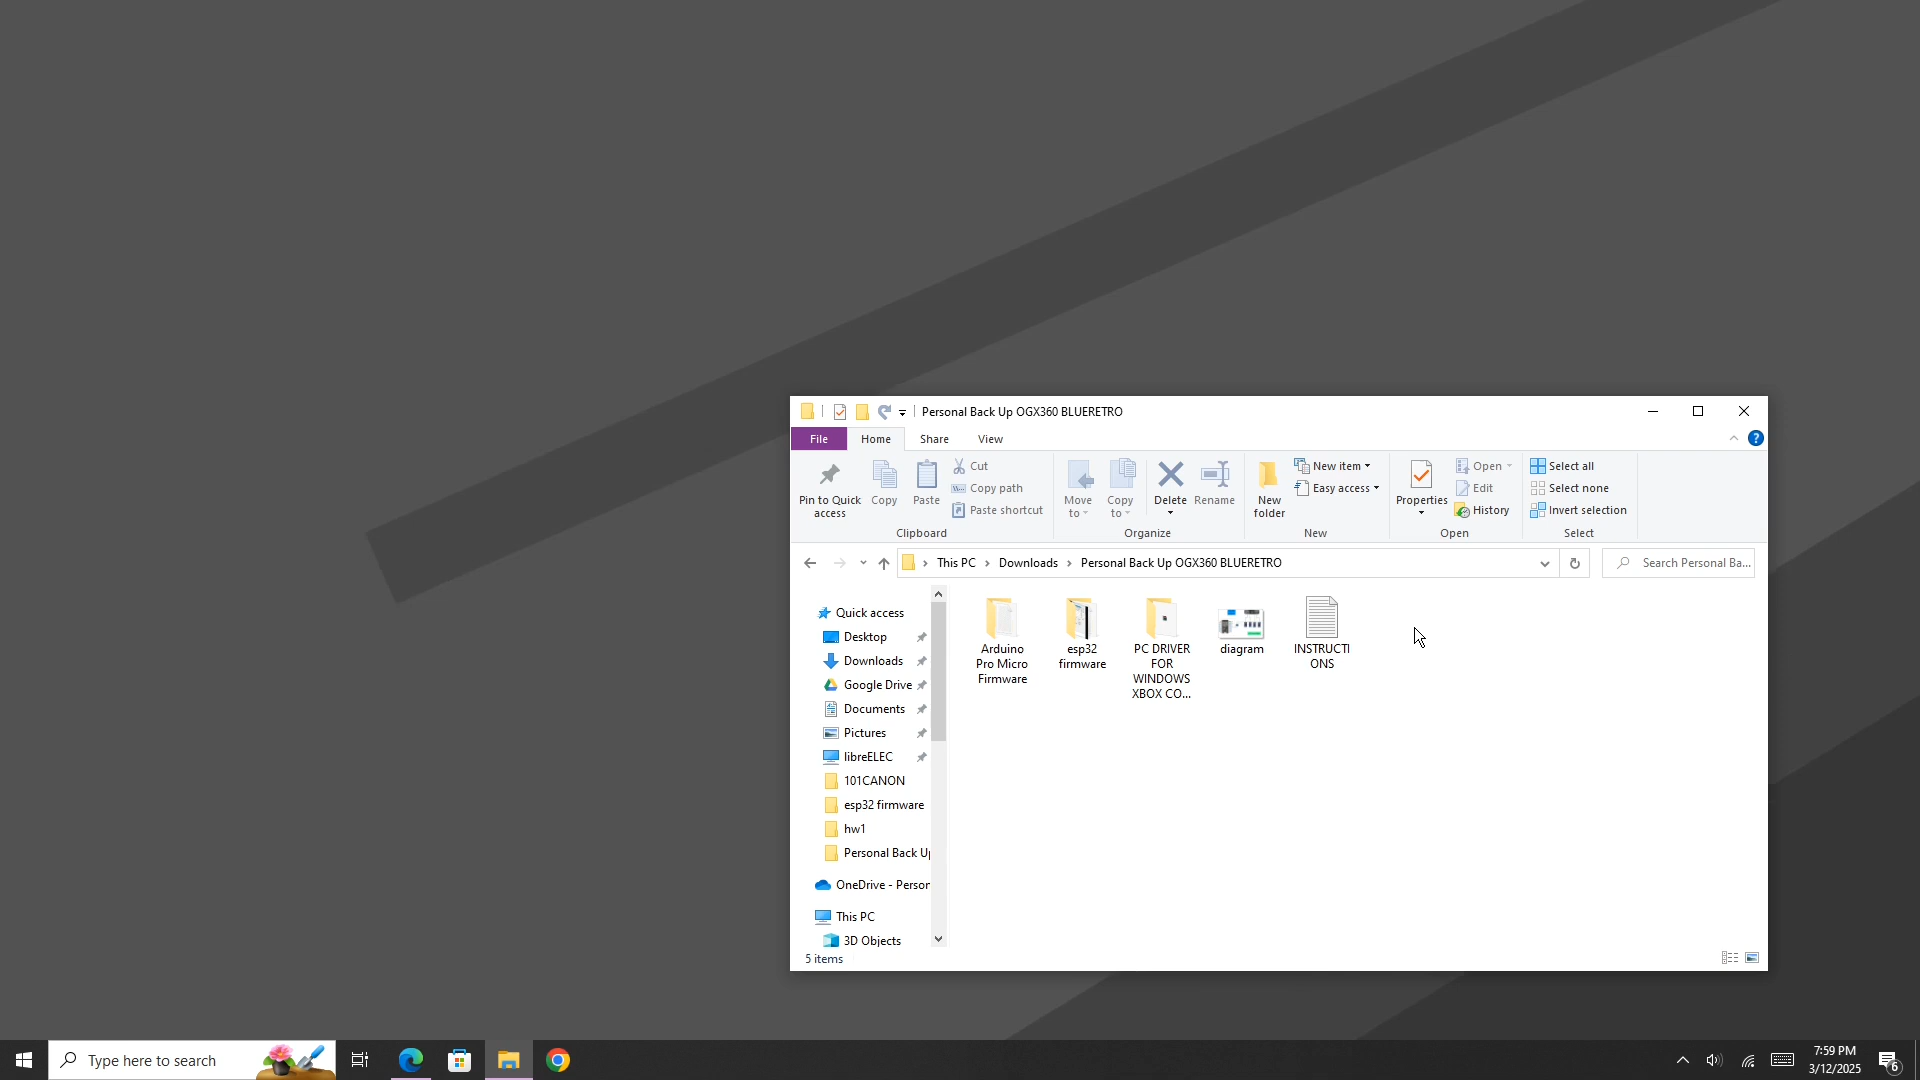 Personal Back Up OGX360 BLUERETRO
File Home Share View
Pin to Quick access
Copy
Paste
Cut
Copy path
Paste shortcut
Clipboard
Move to
Copy to
Delete
Rename
Organize
New folder
New item
Easy access
New
Properties
Open
Edit
History
Open
Select all
Select none
Invert selection
Select
This PC Downloads Personal Back Up OGX360 BLUERETRO
Search Personal Ba...
Quick access
Desktop
Downloads
Google Drive
Documents
Pictures
libreELEC
101CANON
esp32 firmware
hw1
Personal Back Up
OneDrive - Person
This PC
3D Objects
Arduino
Pro Micro
Firmware
esp32
firmware
PC DRIVER
FOR
WINDOWS
XBOX CO...
diagram
INSTRUCTI
ONS
5 items
Type here to search
7:59 PM
3/12/2025
6